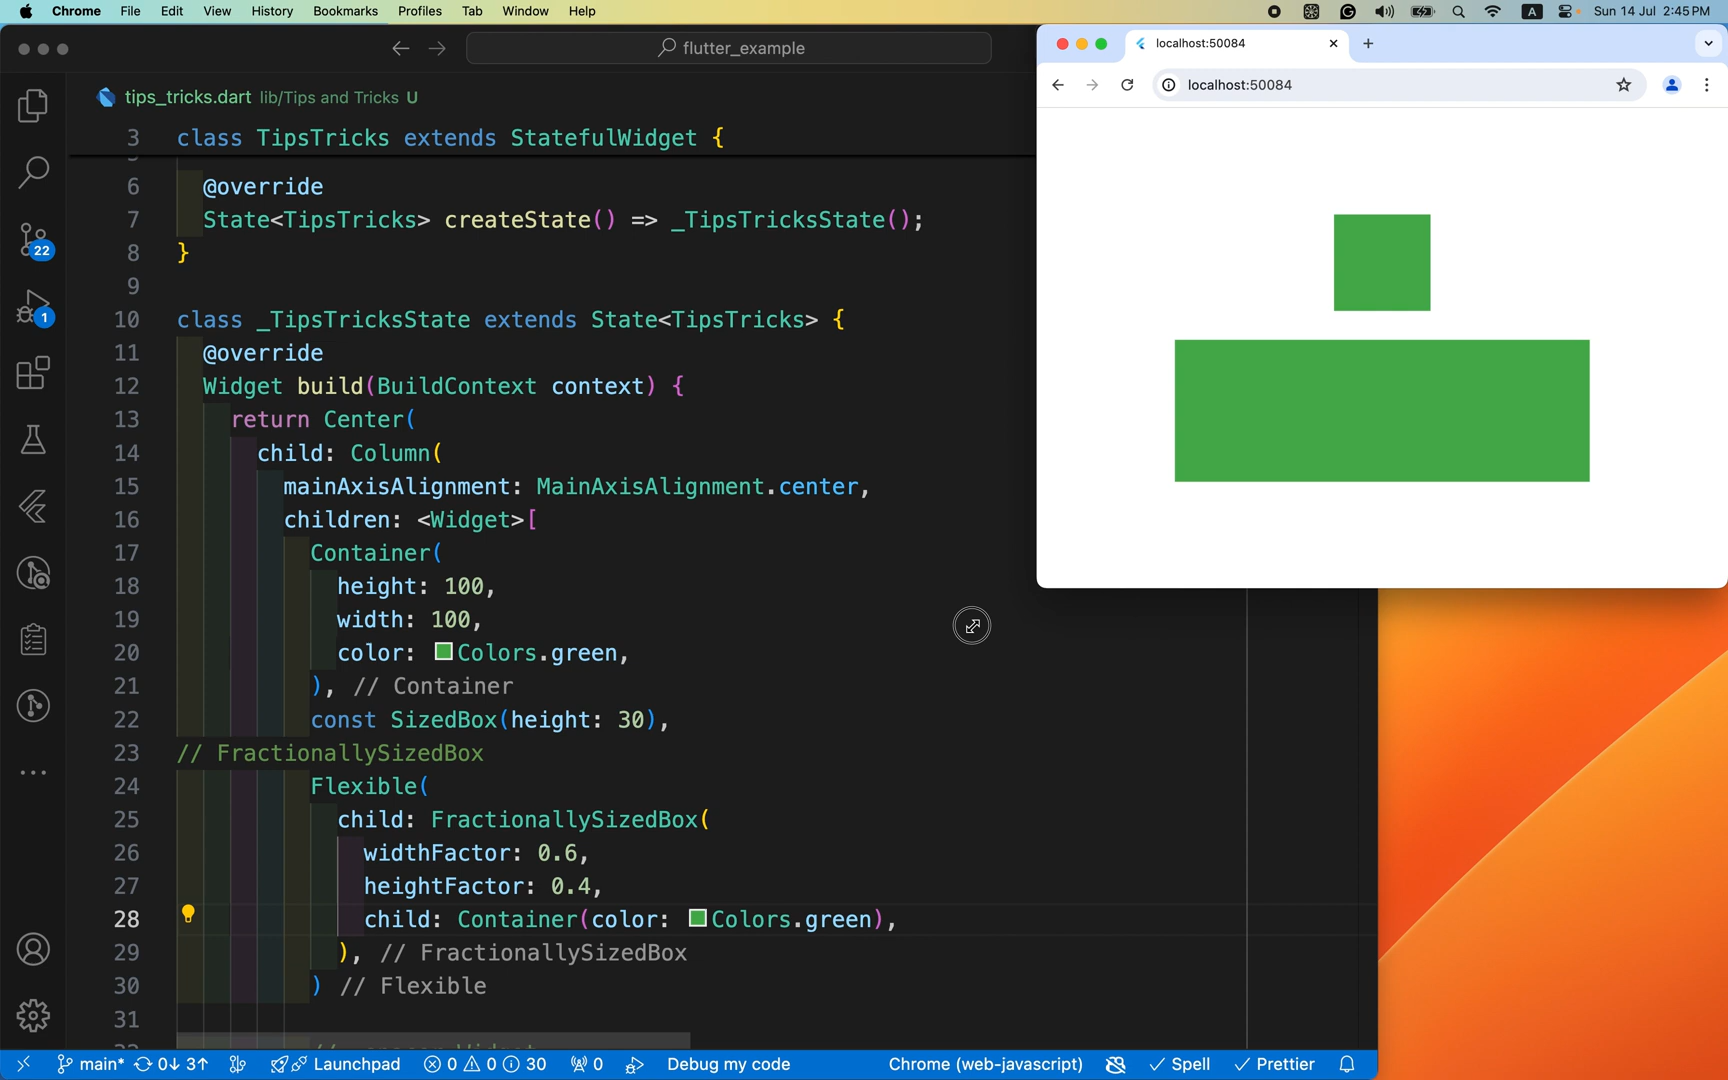 Chrome File Edit View History Bookmarks Profiles Tab Window Help
A Sun 14 Jul 2:45 PM
flutter_example
localhost:50084
localhost:50084
tips_tricks.dart lib/Tips and Tricks U
3 class TipsTricks extends StatefulWidget {
6 @override
7 State<TipsTricks> createState() => _TipsTricksState();
8 }
9
10 class _TipsTricksState extends State<TipsTricks> {
11 @override
12 Widget build(BuildContext context) {
13 return Center(
14 child: Column(
15 mainAxisAlignment: MainAxisAlignment.center,
16 children: <Widget>[
17 Container(
18 height: 100,
19 width: 100,
20 color: Colors.green,
21 ), // Container
22 const SizedBox(height: 30),
23 // FractionallySizedBox
24 Flexible(
25 child: FractionallySizedBox(
26 widthFactor: 0.6,
27 heightFactor: 0.4,
28 child: Container(color: Colors.green),
29 ), // FractionallySizedBox
30 ) // Flexible
31
22
1
main* 0↓ 3↑ Launchpad 0 0 30 0 Debug my code Chrome (web-javascript) Spell Prettier